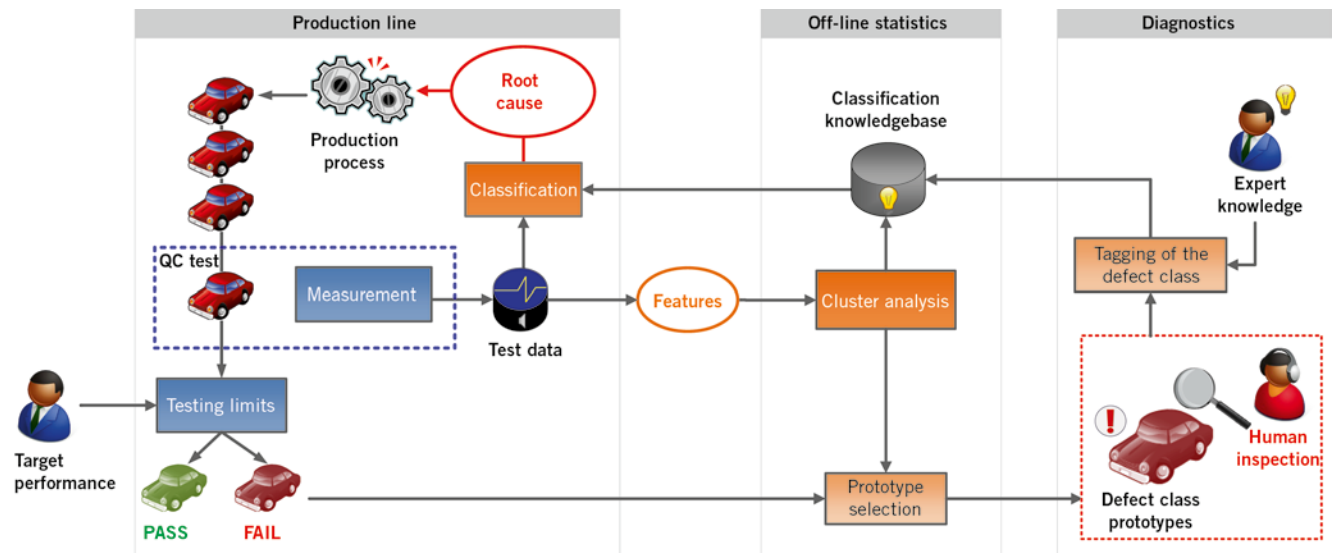 Production line
Off-line statistics
Diagnostics
Root
cause
Production
process
Classification
Classification
knowledgebase
Expert
knowledge
QC test
Measurement
Test data
Features
Cluster analysis
Tagging of the
defect class
Target
performance
Testing limits
PASS
FAIL
Prototype
selection
Human
inspection
Defect class
prototypes